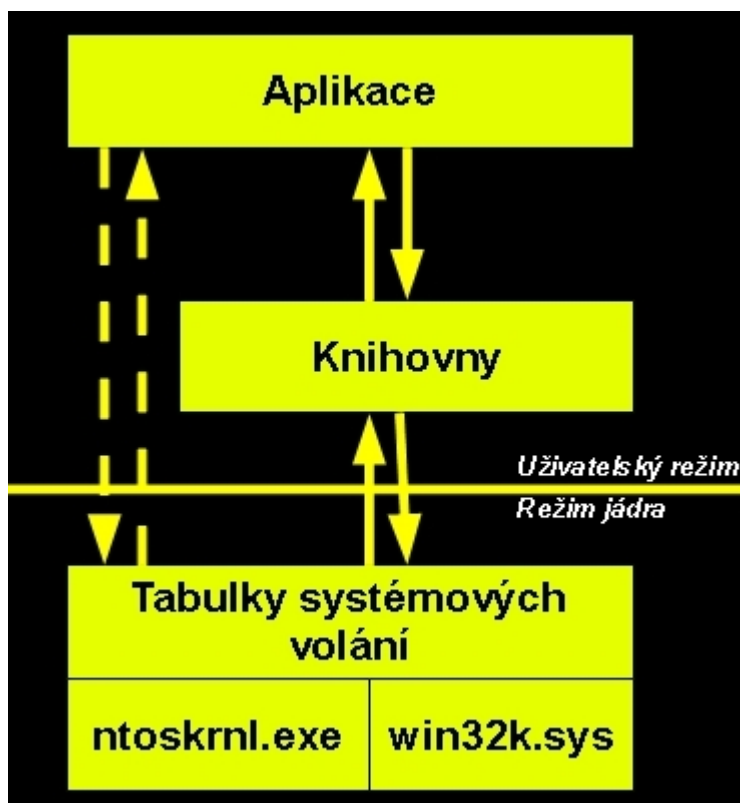 Aplikace
Knihovny
Uživatelský režim
Režim jádra
Tabulky systémových
volání
ntoskrnl.exe
win32k.sys